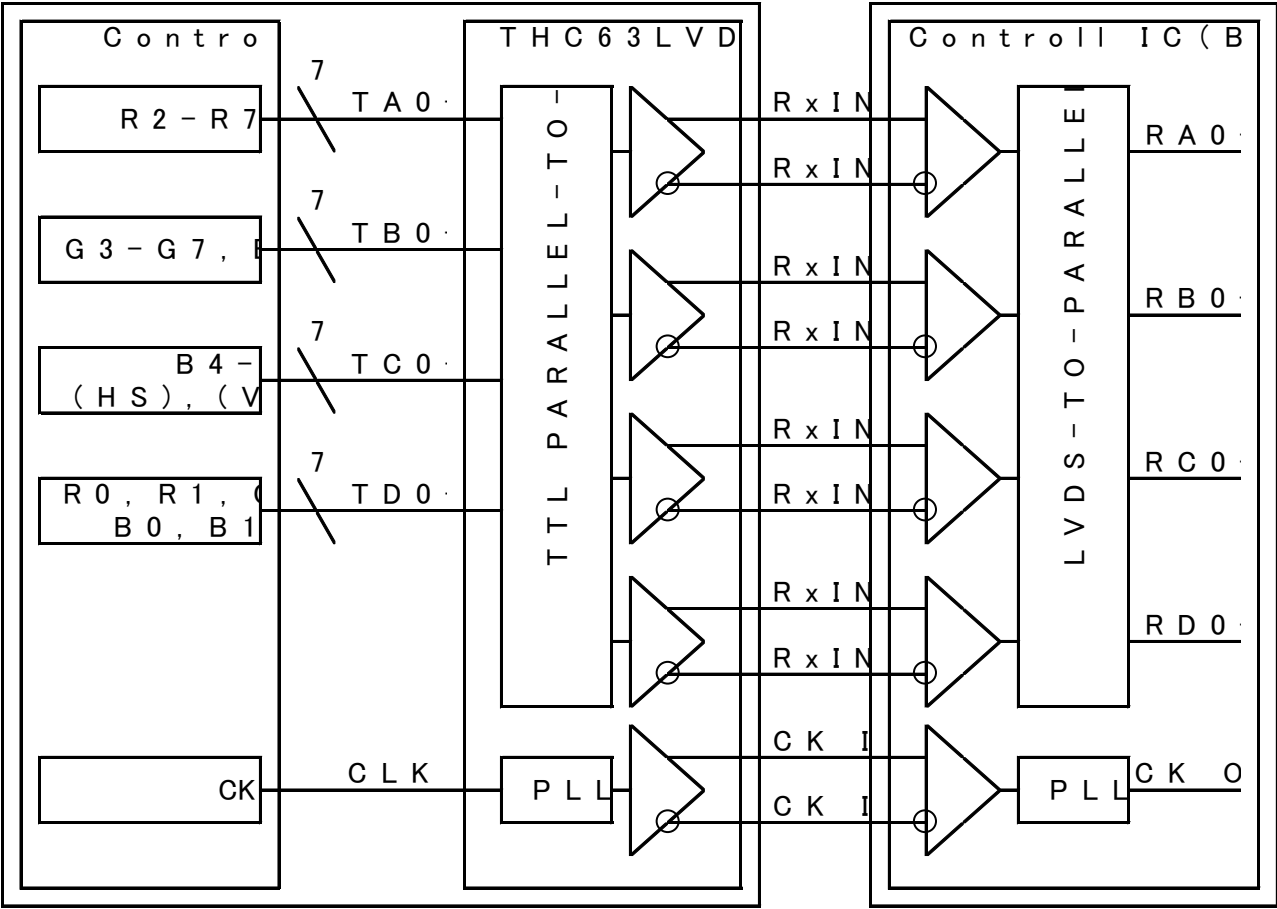 Contro
THC63LVD
Controll IC(B
R2-R7
7
TA0
TTL PARALLEL-TO-
RxIN
RxIN
LVDS-TO-PARALLE
RA0
G3-G7,
7
TB0
RxIN
RxIN
RB0
B4-
(HS),(V
7
TC0
RxIN
RxIN
RC0
R0, R1,
B0, B1
7
TD0
RxIN
RxIN
RD0
CK
CLK
PLL
CK I
CK I
PLL
CK O